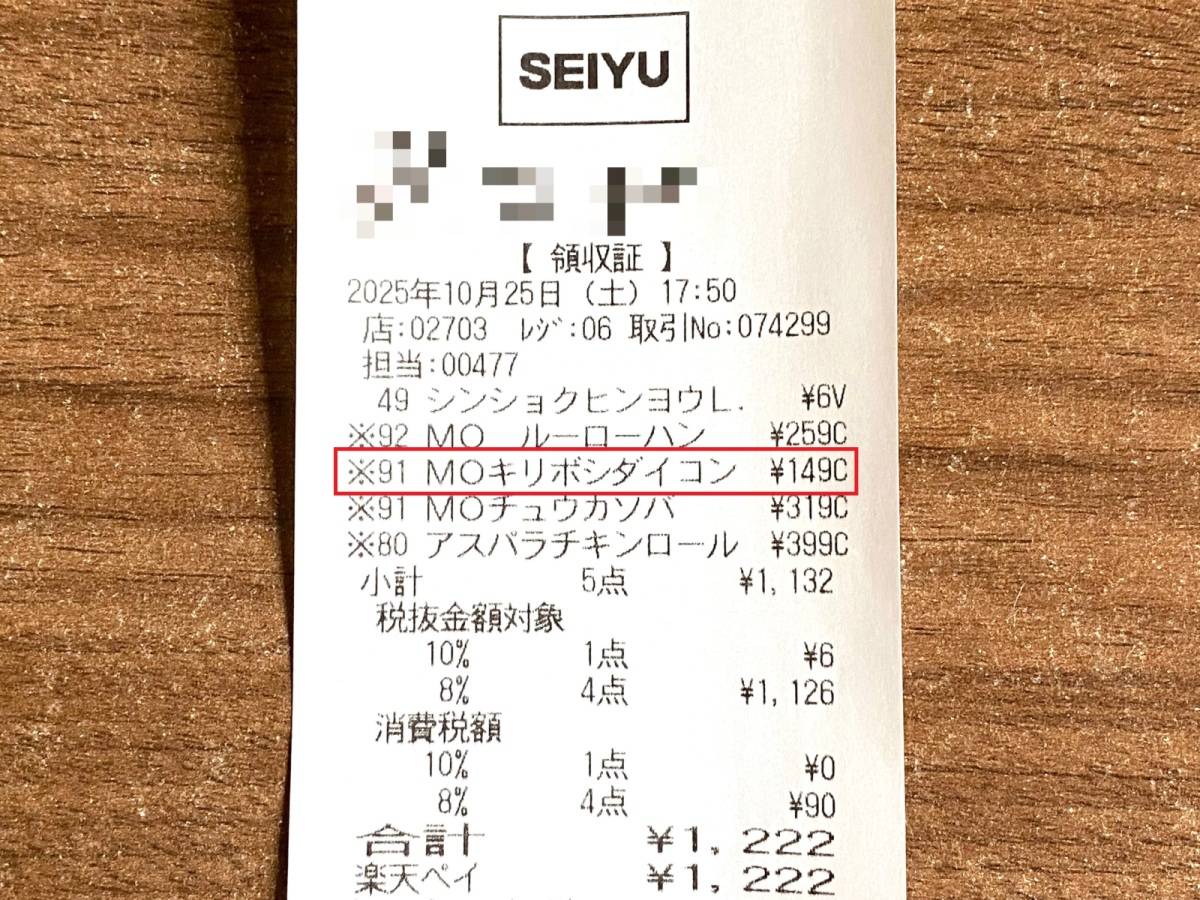 SEIYU
【 領収証 】
2025年10月25日 (土) 17:50
店:02703 ﾚｼﾞ:06 取引No:074299
担当:00477
49 シンショクヒンヨウL. ¥6V
※92 MO ルーローハン ¥259C
※91 MOキリボシダイコン ¥149C
※91 MOチュウカソバ ¥319C
※80 アスパラチキンロール ¥399C
小計 5点 ¥1,132
税抜金額対象
10% 1点 ¥6
8% 4点 ¥1,126
消費税額
10% 1点 ¥0
8% 4点 ¥90
合計 ¥1,222
楽天ペイ ¥1,222